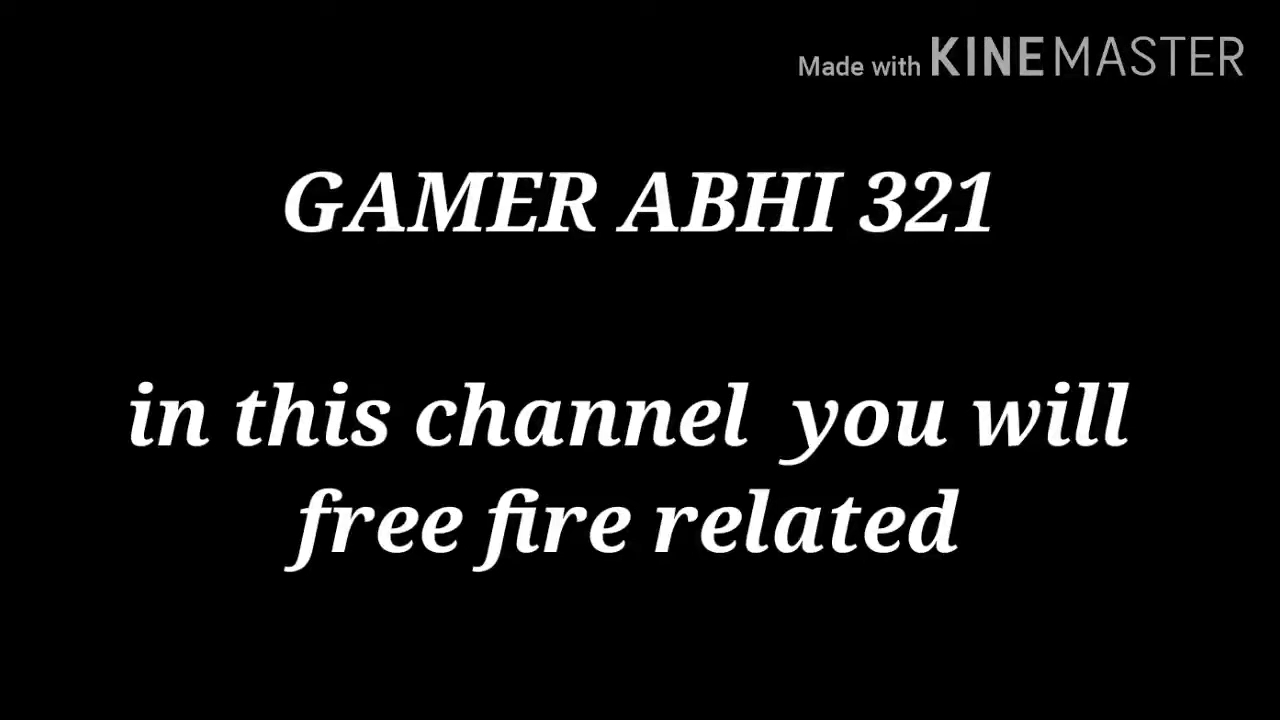 Made with KINEMASTER
GAMER ABHI 321
in this channel you will
free fire related